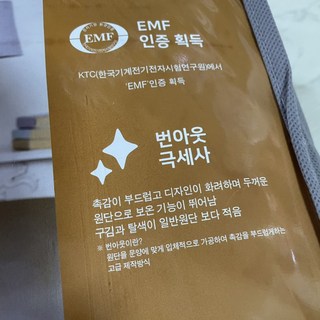 EMF
EMF
인증 획득
KTC(한국기계전기전자시험연구원)에서
'EMF'인증 획득
번아웃
극세사
촉감이 부드럽고 디자인이 화려하며 두꺼운
원단으로 보온 기능이 뛰어남
구김과 탈색이 일반원단 보다 적음
※ 번아웃이란?
원단을 문양에 맞게 입체적으로 가공하여 촉감을 부드럽게하는
고급 제작방식